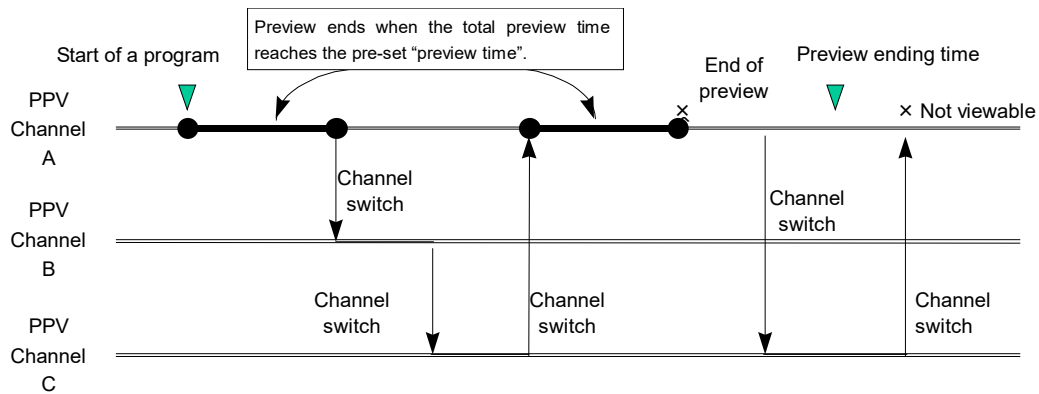 Preview ends when the total preview time
reaches the pre-set “preview time”.
Start of a program
End of
preview
Preview ending time
PPV
Channel
A
× Not viewable
×
Channel
switch
Channel
switch
PPV
Channel
B
Channel
switch
Channel
switch
Channel
switch
PPV
Channel
C